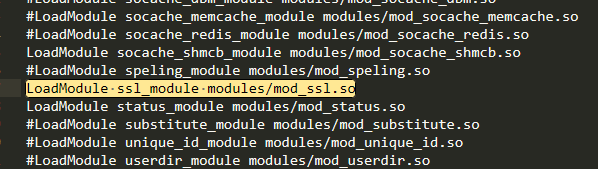 #LoadModule socache_dbm_module modules/mod_socache_dbm.so
#LoadModule socache_memcache_module modules/mod_socache_memcache.so
#LoadModule socache_redis_module modules/mod_socache_redis.so
LoadModule socache_shmcb_module modules/mod_socache_shmcb.so
#LoadModule speling_module modules/mod_speling.so
LoadModule ssl_module modules/mod_ssl.so
LoadModule status_module modules/mod_status.so
#LoadModule substitute_module modules/mod_substitute.so
#LoadModule unique_id_module modules/mod_unique_id.so
#LoadModule userdir_module modules/mod_userdir.so